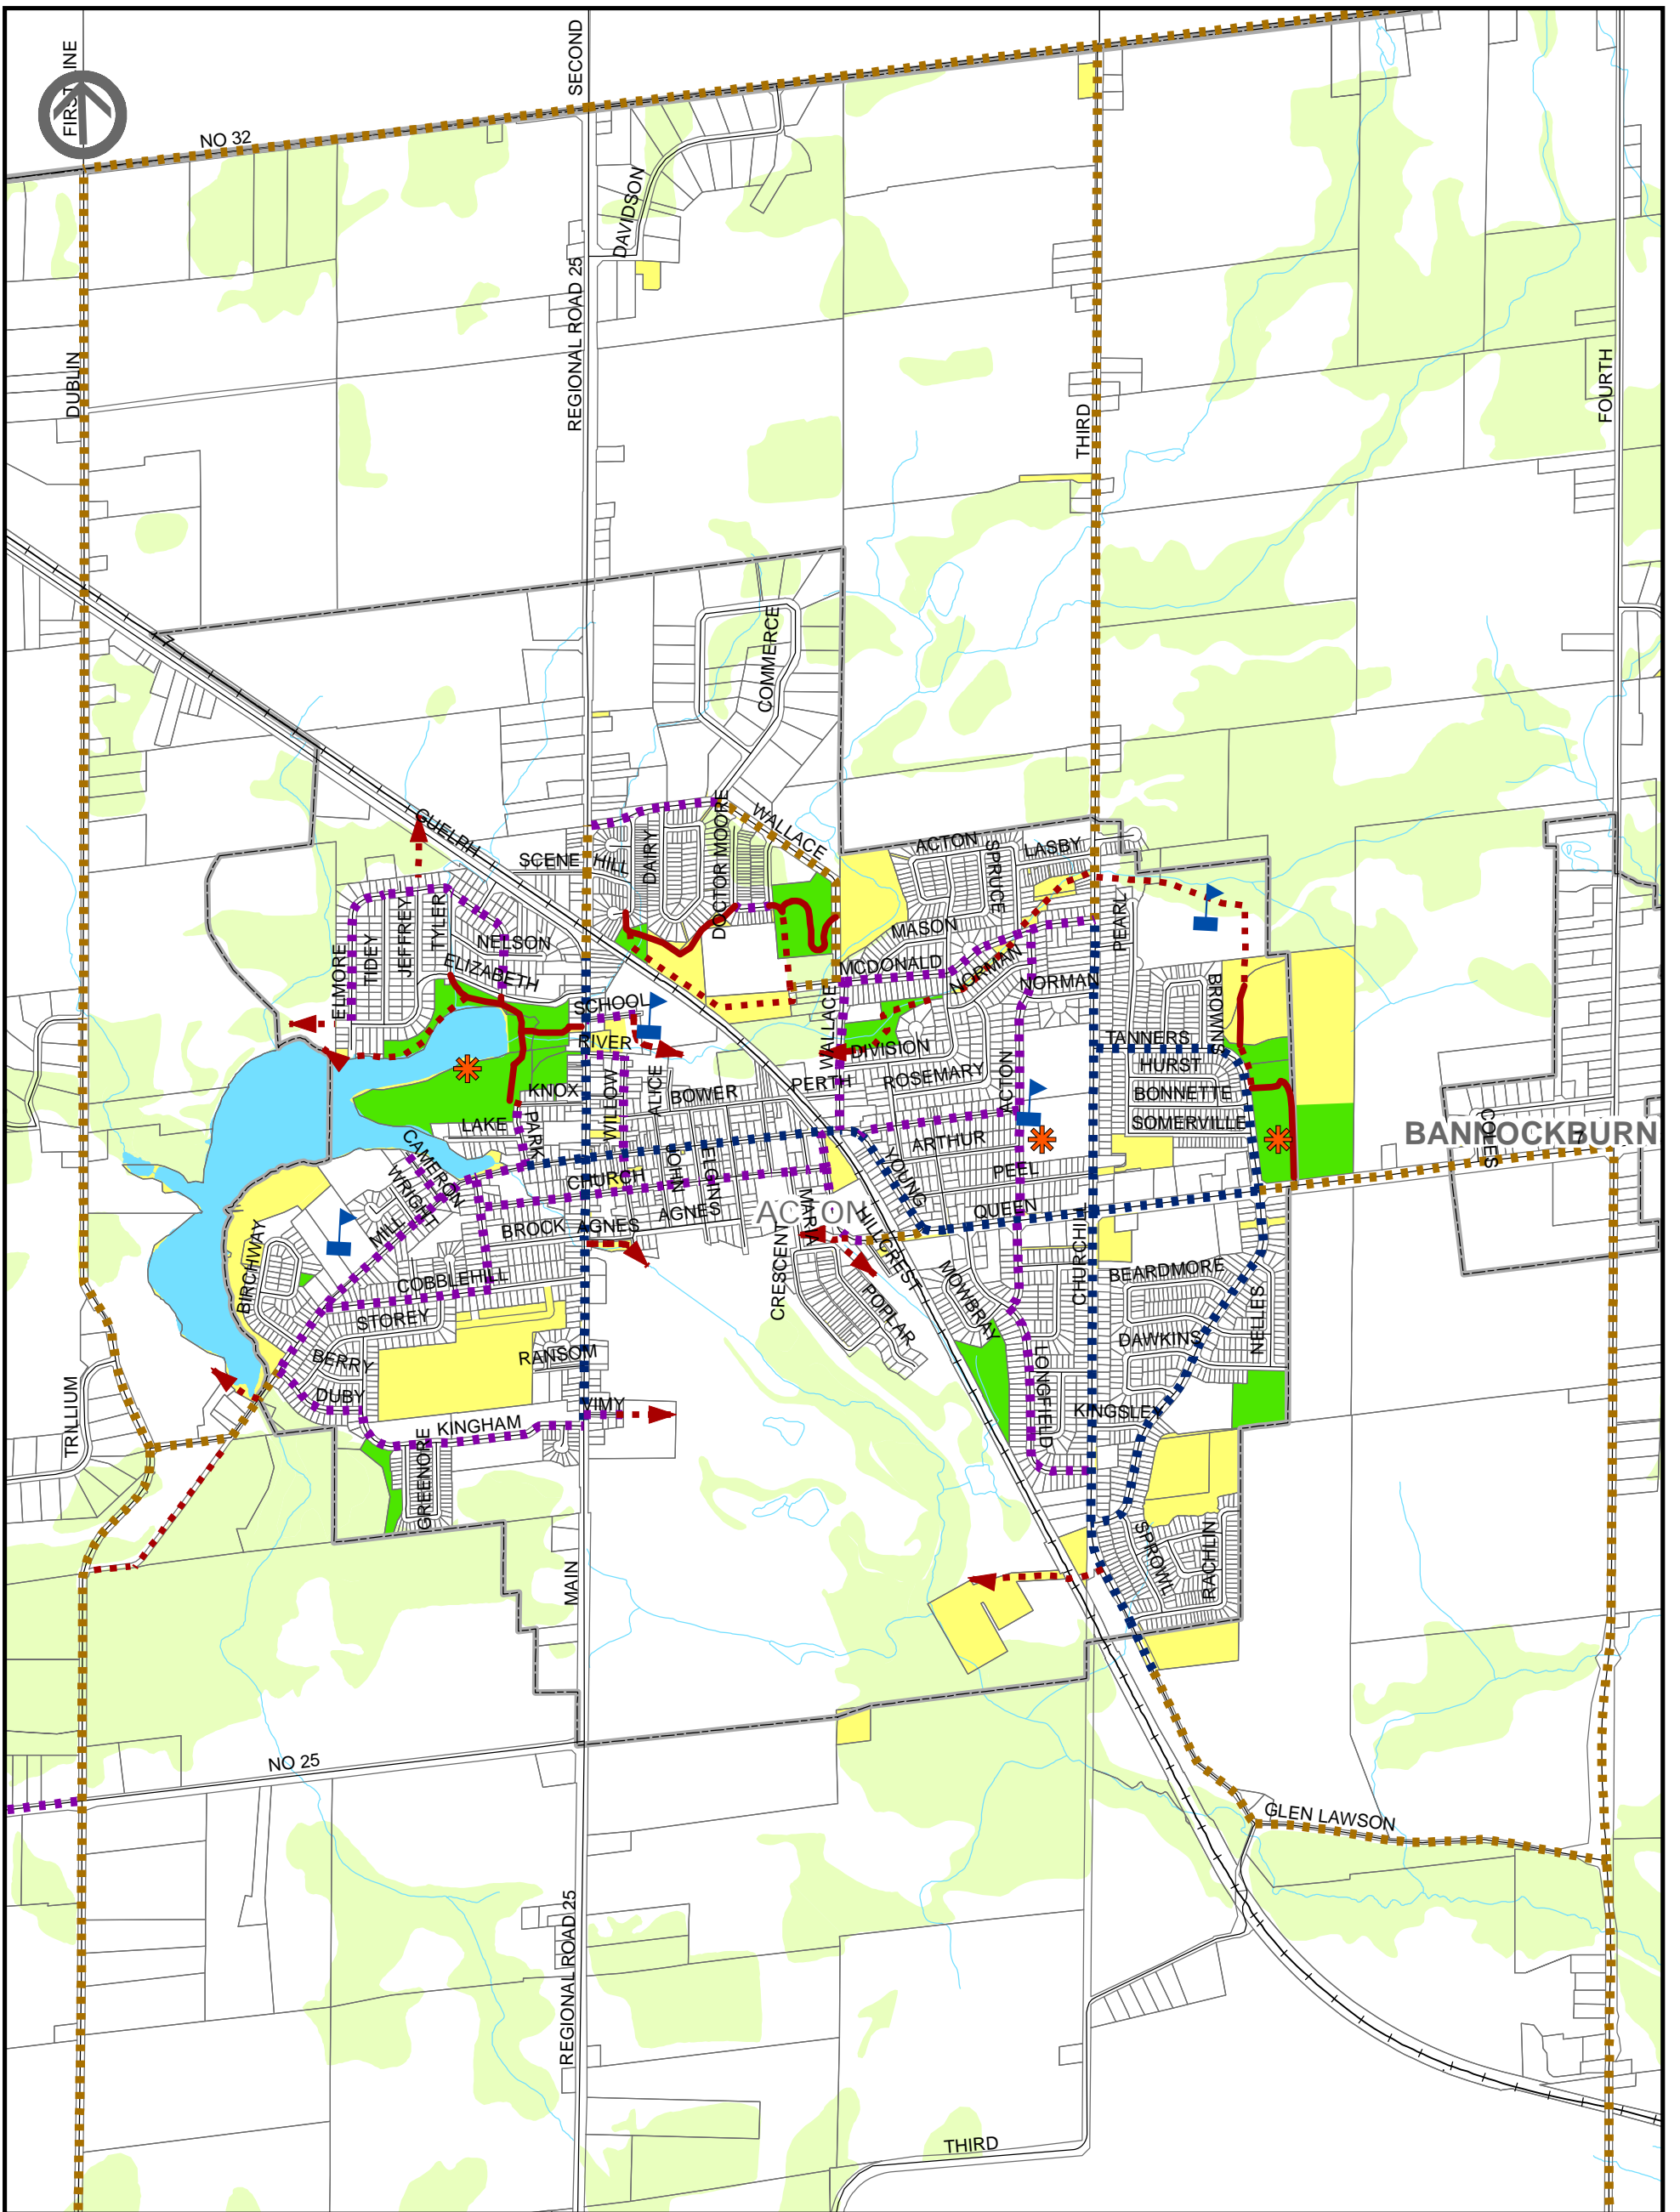 FIRST LINE
SECOND
NO 32
DAVIDSON
REGIONAL ROAD 25
DUBLIN
THIRD
FOURTH
COMMERCE
7
GUELPH
SCENE
HILL
DAIRY
DOCTOR MOORE
WALLACE
ACTON
SPRUCE
LASBY
ELMORE
TIDEY
JEFFREY
TYLER
NELSON
ELIZABETH
MASON
MCDONALD
NORMAN
NORMAN
PEARL
BROWNS
SCHOOL
RIVER
WALLACE
DIVISION
TANNERS
HURST
KNOX
WILLOW
ALICE
BOWER
PERTH
ROSEMARY
ACTON
BONNETTE
SOMERVILLE
LAKE
PARK
CAMERON
WRIGHT
MILL
CHURCH
JOHN
ELGIN
ARTHUR
YOUNG
PEEL
COLES
BANNOCKBURN
7
BROCK
AGNES
AGNES
MARIA
ACTON
HILLCREST
QUEEN
CHURCHILL
BIRCHWAY
COBBLEHILL
STOREY
CRESCENT
POPLAR
MOWBRAY
BEARDMORE
NELLES
DAWKINS
BERRY
DUBY
RANSOM
VIMY
KINGHAM
GREENORE
LONGFIELD
KINGSLEY
TRILLIUM
MAIN
SPROWL
RACHLIN
NO 25
GLEN LAWSON
REGIONAL ROAD 25
THIRD